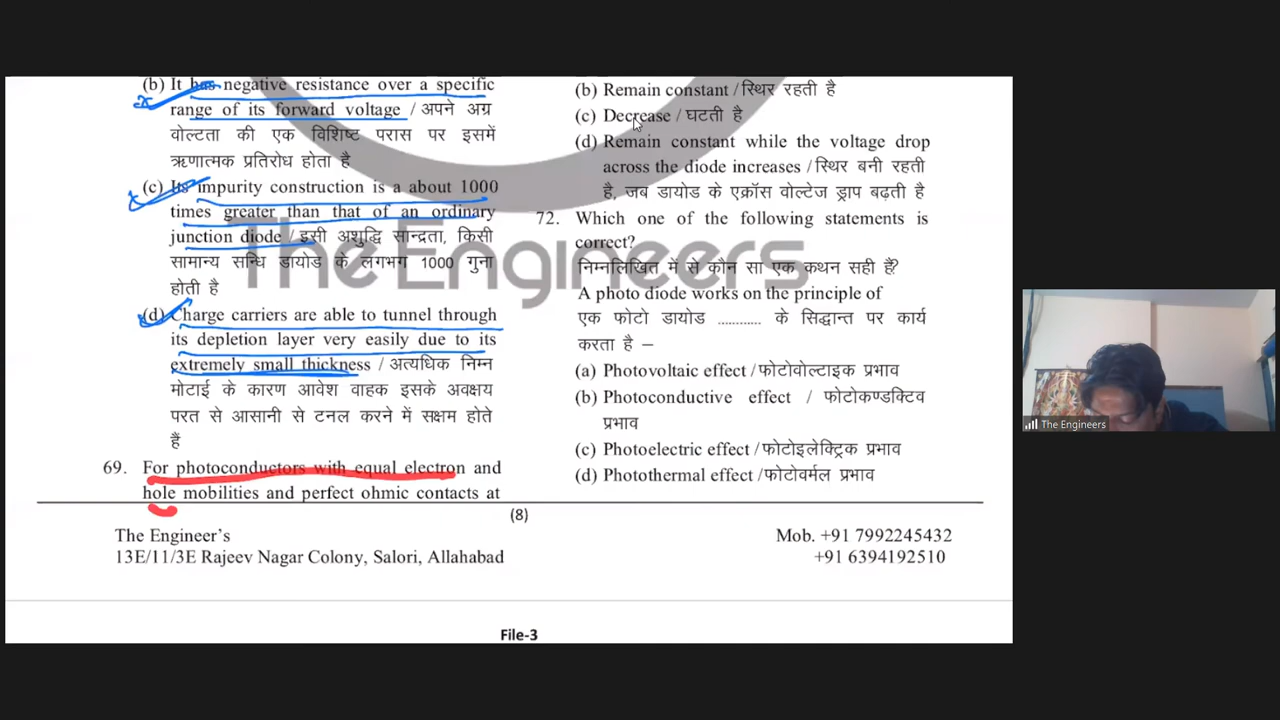 (b) It has negative resistance over a specific
range of its forward voltage / अपने अग्र
वोल्टता की एक विशिष्ट परास पर इसमें
ऋणात्मक प्रतिरोध होता है
(c) Its impurity construction is a about 1000
times greater than that of an ordinary
junction diode / इसी अशुद्धि सान्द्रता, किसी
सामान्य सन्धि डायोड के लगभग 1000 गुना
होती है
(d) Charge carriers are able to tunnel through
its depletion layer very easily due to its
extremely small thickness / अत्यधिक निम्न
मोटाई के कारण आवेश वाहक इसके अवक्षय
परत से आसानी से टनल करने में सक्षम होते
हैं
69. For photoconductors with equal electron and
hole mobilities and perfect ohmic contacts at
(b) Remain constant / स्थिर रहती है
(c) Decrease / घटती है
(d) Remain constant while the voltage drop
across the diode increases / स्थिर बनी रहती
है, जब डायोड के एक्रॉस वोल्टेज ड्राप बढ़ती है
72. Which one of the following statements is
correct?
निम्नलिखित में से कौन सा एक कथन सही हैं?
A photo diode works on the principle of
एक फोटो डायोड ............ के सिद्धान्त पर कार्य
करता है –
(a) Photovoltaic effect / फोटोवोल्टाइक प्रभाव
(b) Photoconductive effect / फोटोकण्डक्टिव
प्रभाव
(c) Photoelectric effect / फोटोइलेक्ट्रिक प्रभाव
(d) Photothermal effect / फोटोथर्मल प्रभाव
The Engineers
(8)
The Engineer's
13E/11/3E Rajeev Nagar Colony, Salori, Allahabad
Mob. +91 7992245432
+91 6394192510
File-3
The Engineers